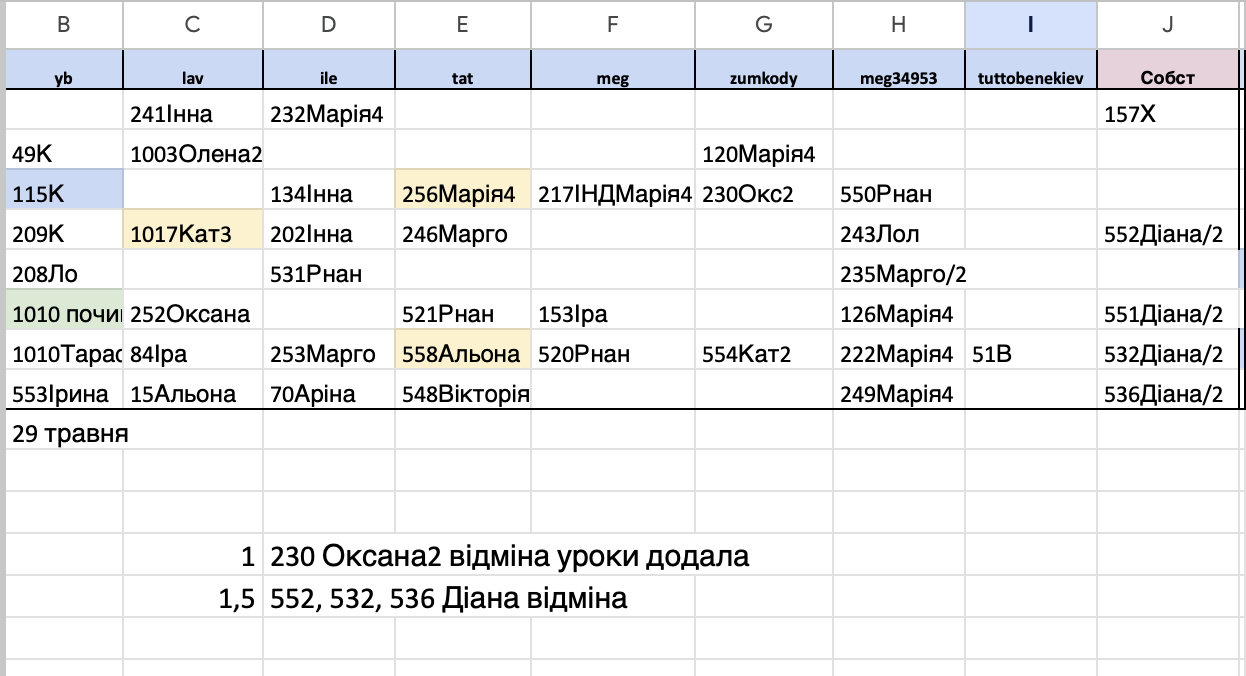 B C D E F G H I J
yb lav ile tat meg zumkody meg34953 tuttobenekiev Собст
241Інна 232Марія4 157Х
49К 1003Олена2 120Марія4
115К 134Інна 256Марія4 217ІНДМарія4 230Окс2 550Рнан
209К 1017Кат3 202Інна 246Марго 243Лол 552Діана/2
208Ло 531Рнан 235Марго/2
1010 почи 252Оксана 521Рнан 153Іра 126Марія4 551Діана/2
1010Тарас 84Іра 253Марго 558Альона 520Рнан 554Кат2 222Марія4 51В 532Діана/2
553Ірина 15Альона 70Аріна 548Вікторія 249Марія4 536Діана/2
29 травня
1 230 Оксана2 відміна уроки додала
1,5 552, 532, 536 Діана відміна